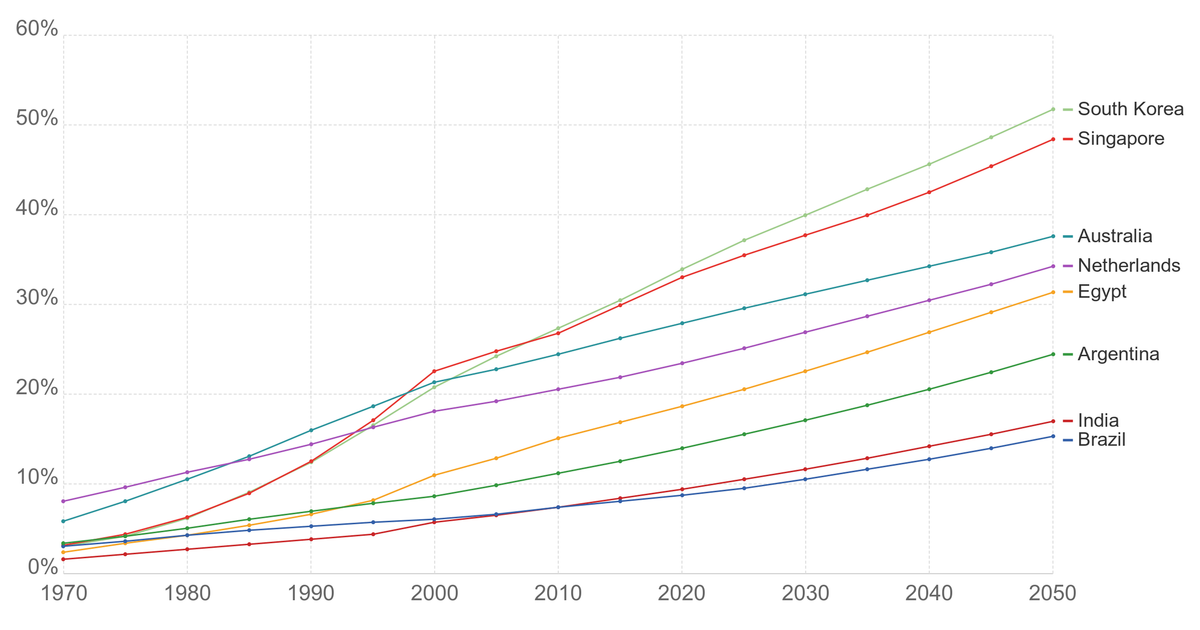 60%
50%
40%
30%
20%
10%
0%
1970 1980 1990 2000 2010 2020 2030 2040 2050
South Korea
Singapore
Australia
Netherlands
Egypt
Argentina
India
Brazil